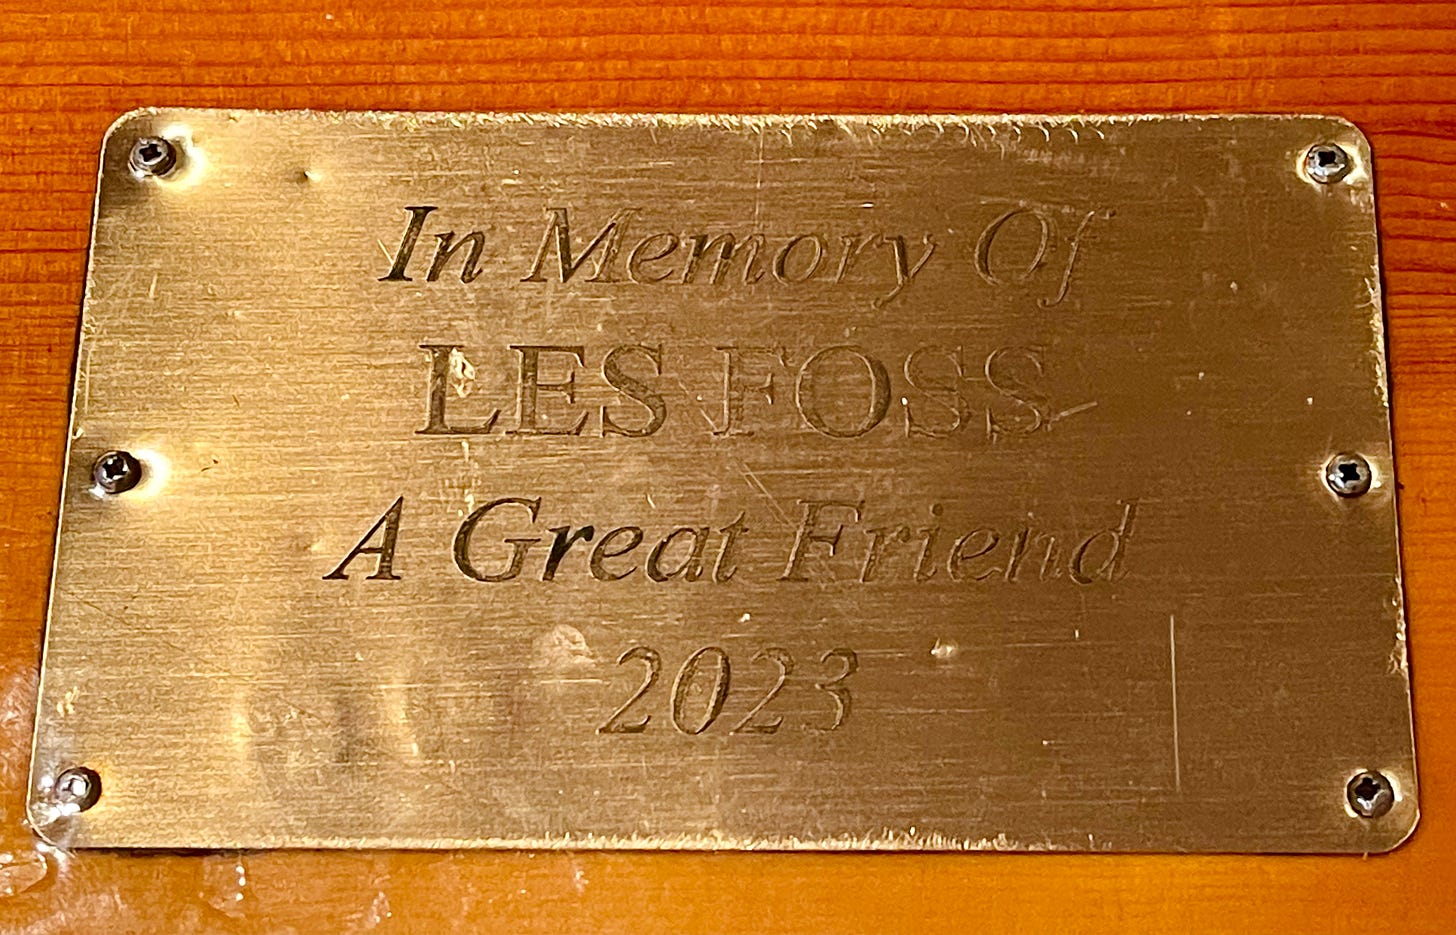 In Memory Of
LES FOSS
A Great Friend
2023